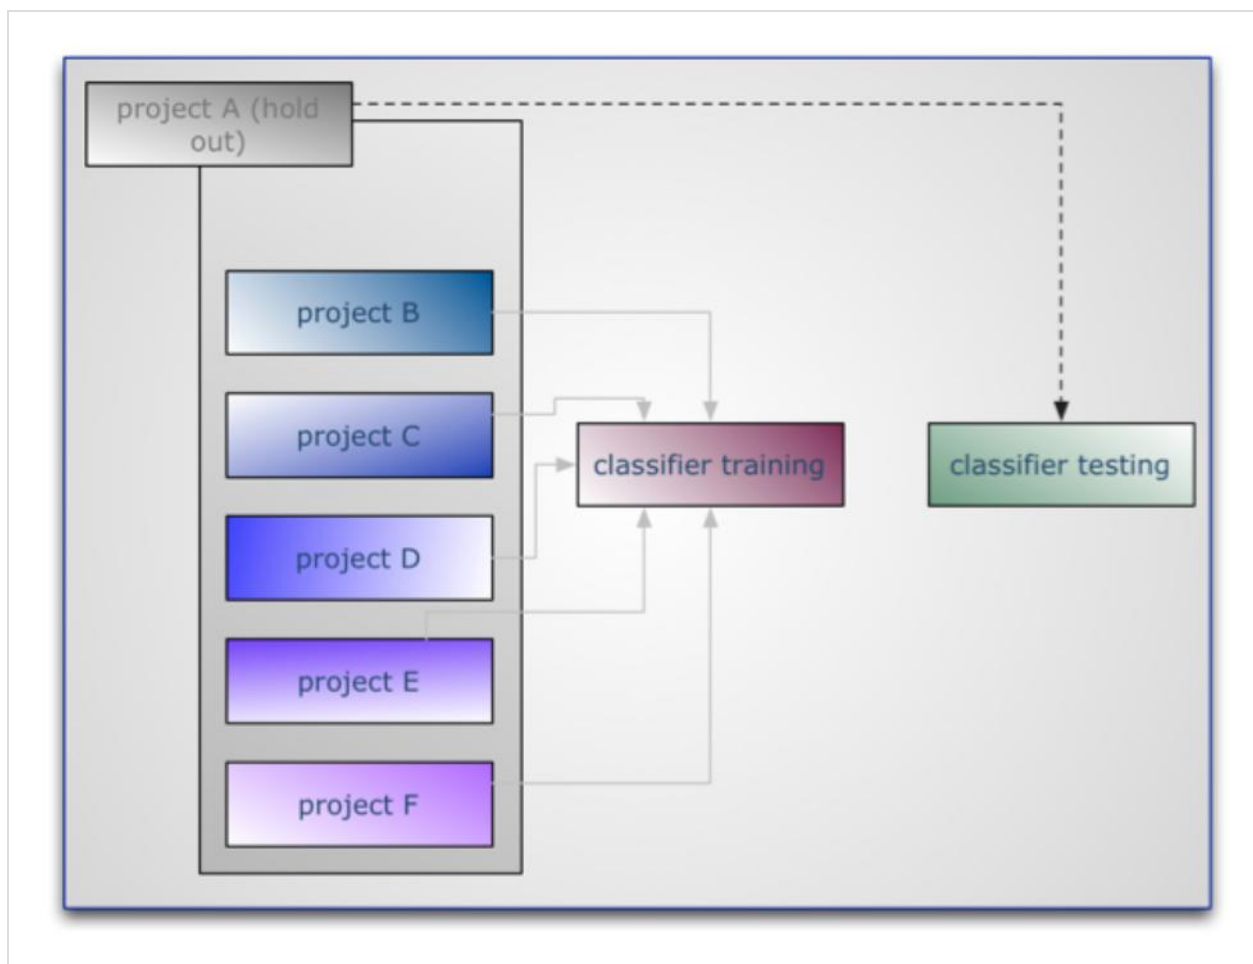 project A (hold
out)
project B
project C
classifier training
classifier testing
project D
project E
project F